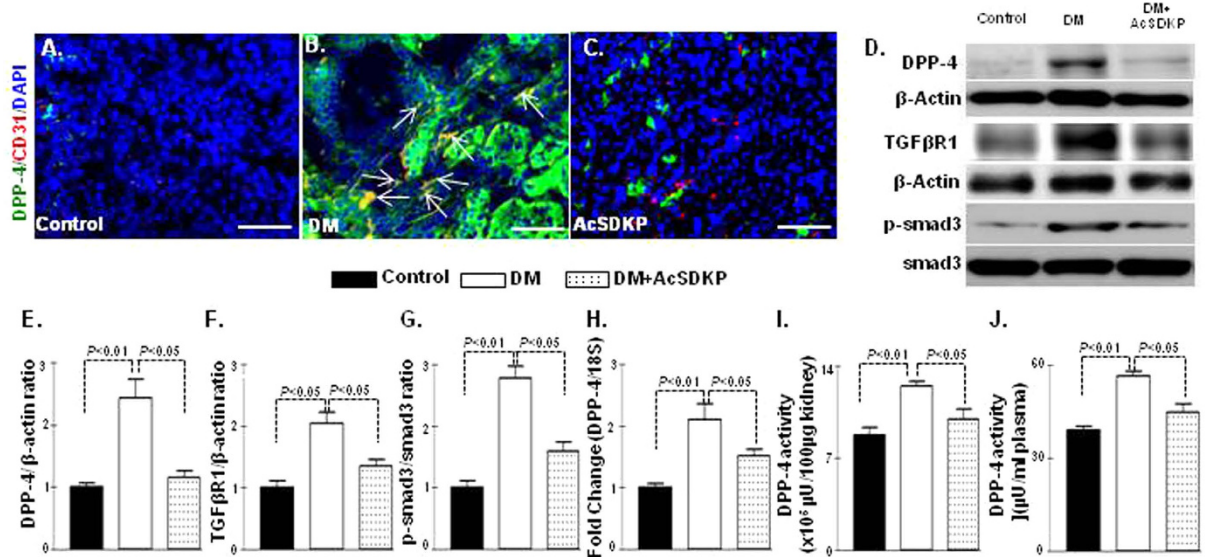 A.
B.
C.
DPP-4/CD31/DAPI
Control
DM
AcSDKP
Control DM DM+
AcSDKP
D.
DPP-4
β-Actin
TGFβR1
β-Actin
p-smad3
smad3
Control DM DM+AcSDKP
E.
P<0.01 P<0.05
DPP-4/β-actin ratio
3
2
1
0
F.
P<0.05 P<0.05
TGFβR1/β-actin ratio
3
2
1
0
G.
P<0.01 P<0.05
p-smad3/smad3 ratio
3
2
1
0
H.
P<0.01 P<0.05
Fold Change (DPP-4/18S)
3
2
1
0
I.
P<0.01 P<0.05
DPP-4 activity
μU/100μg kidney)
14
7
0
J.
P<0.01 P<0.05
DPP-4 activity
](μU/ml plasma)
60
30
0